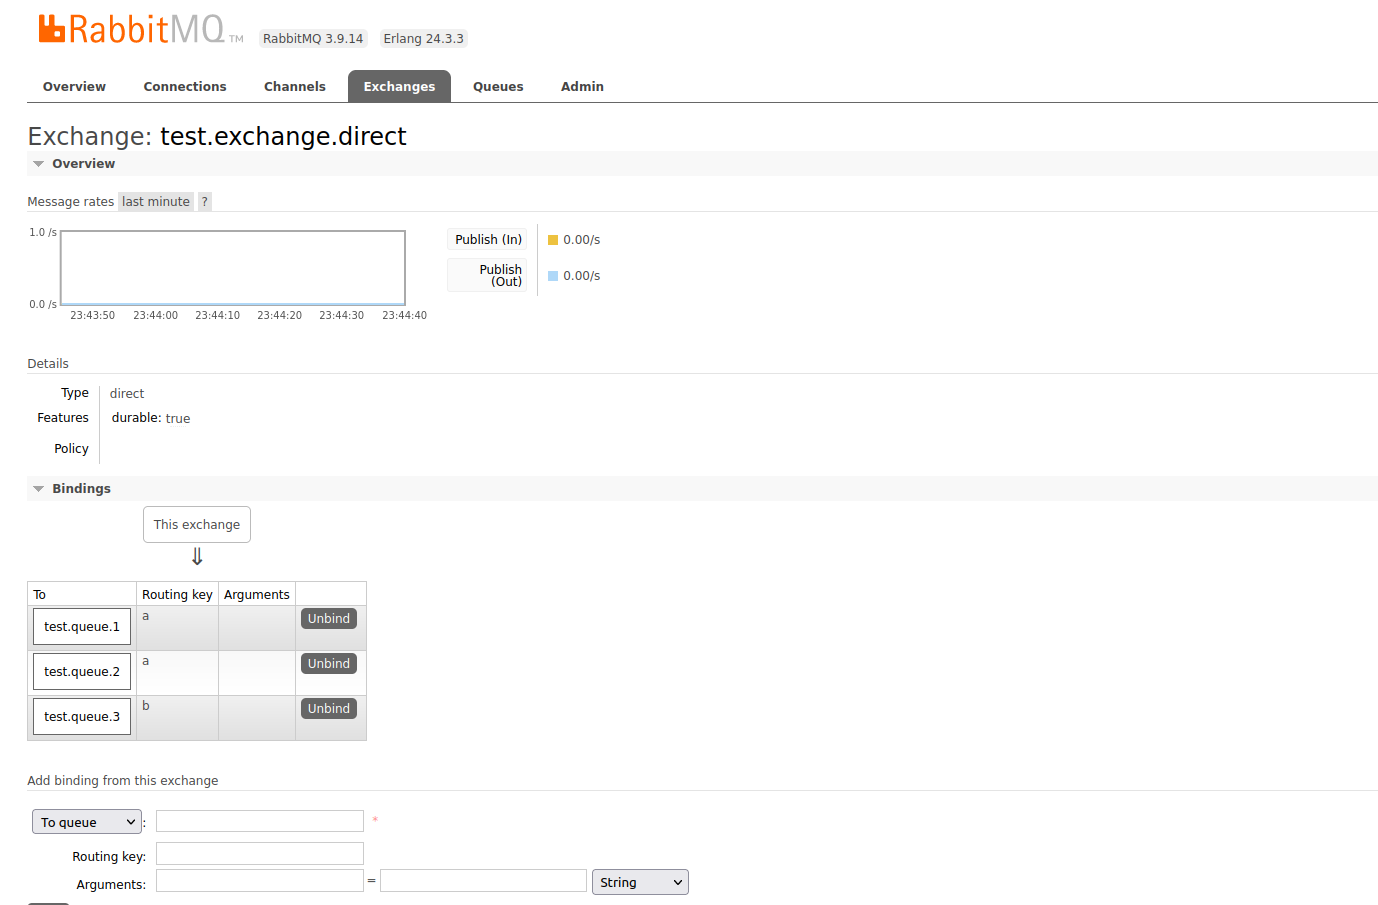 RabbitMQ TM RabbitMQ 3.9.14 Erlang 24.3.3
Overview Connections Channels Exchanges Queues Admin
Exchange: test.exchange.direct
Overview
Message rates last minute ?
1.0 /s
0.0 /s
23:43:50 23:44:00 23:44:10 23:44:20 23:44:30 23:44:40
Publish (In) 0.00/s
Publish
(Out) 0.00/s
Details
Type direct
Features durable: true
Policy
Bindings
This exchange
⇓
To Routing key Arguments
test.queue.1 a Unbind
test.queue.2 a Unbind
test.queue.3 b Unbind
Add binding from this exchange
To queue : *
Routing key:
Arguments: = String